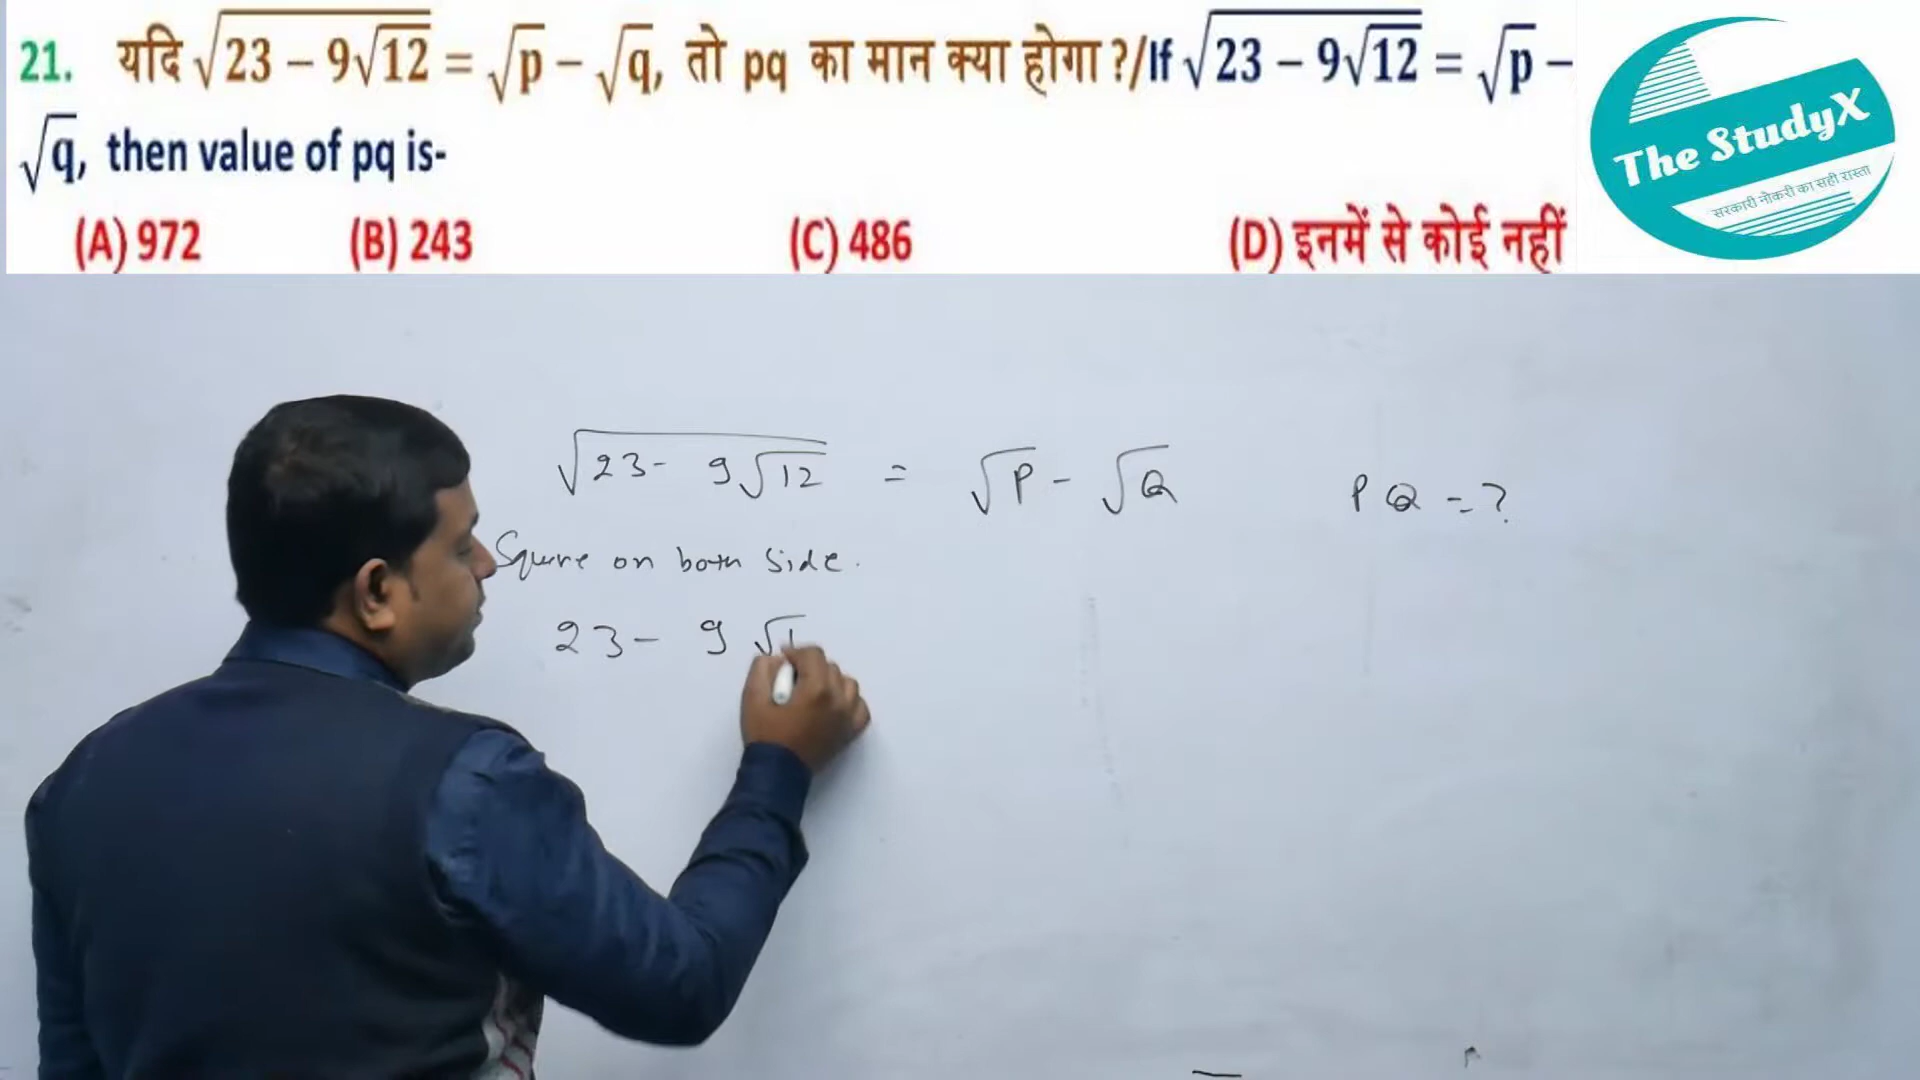 21. यदि √(23 − 9√12) = √p − √q, तो pq का मान क्या होगा ?/If √(23 − 9√12) = √p −
√q, then value of pq is-
(A) 972 (B) 243 (C) 486 (D) इनमें से कोई नहीं
The StudyX
सरकारी नौकरी का सही रास्ता
√(23 - 9√12) = √P - √Q PQ = ?
Square on both side.
23 - 9√1